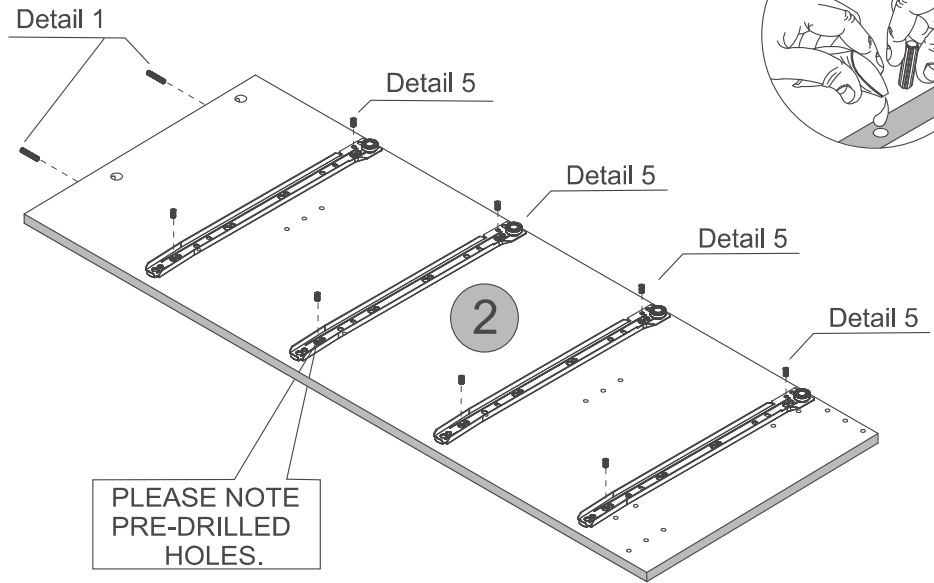 Detail 1
Detail 5
Detail 5
Detail 5
Detail 5
2
PLEASE NOTE
PRE-DRILLED
HOLES.